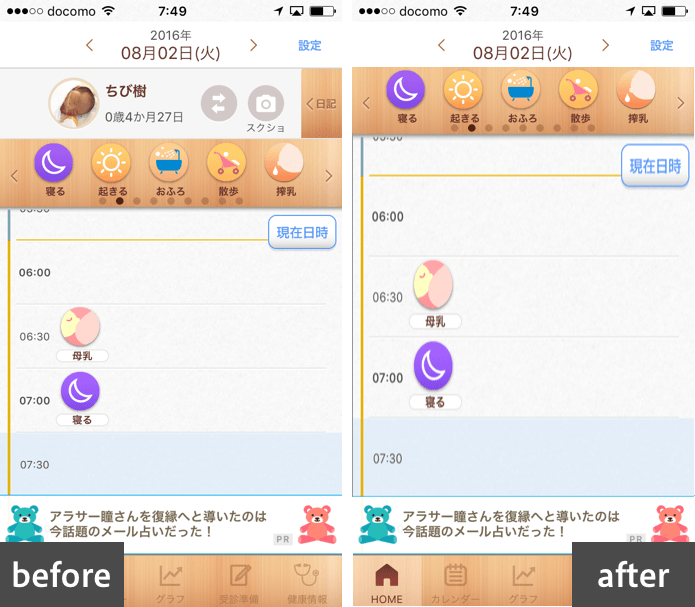 docomo 7:49
2016年
08月02日(火)
設定
ちび樹
0歳4か月27日
スクショ
日記
寝る 起きる おふろ 散歩 搾乳
現在日時
06:00
06:30
母乳
07:00
寝る
07:30
アラサー瞳さんを復縁へと導いたのは
今話題のメール占いだった！
PR
before
グラフ 受診準備 健康情報
docomo 7:49
2016年
08月02日(火)
設定
寝る 起きる おふろ 散歩 搾乳
現在日時
06:00
06:30
母乳
07:00
寝る
07:30
アラサー瞳さんを復縁へと導いたのは
今話題のメール占いだった！
PR
HOME カレンダー グラフ
after